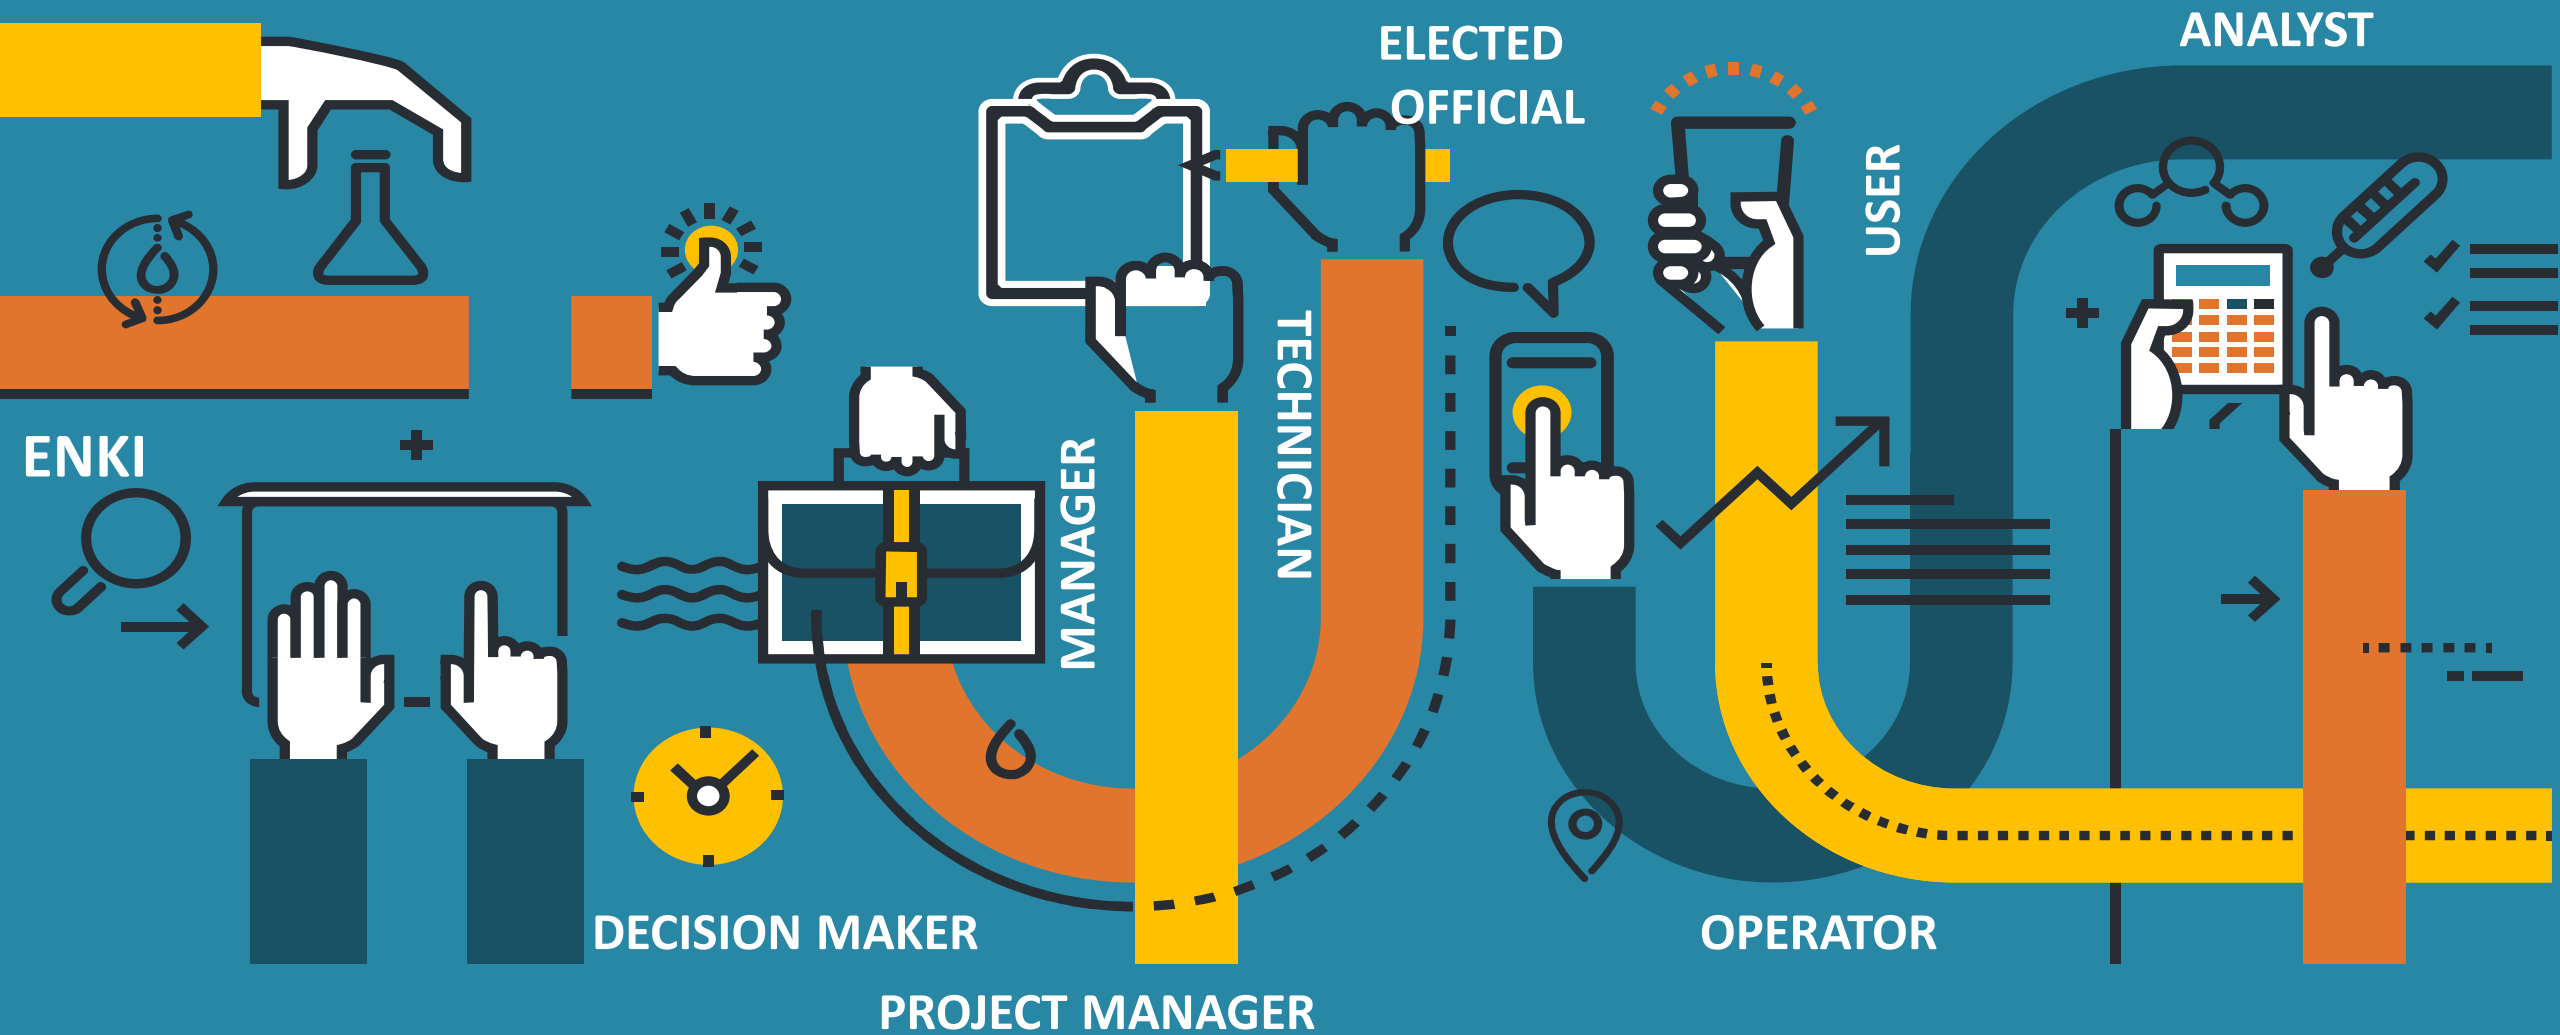 ENKI
DECISION MAKER
MANAGER
PROJECT MANAGER
TECHNICIAN
ELECTED
OFFICIAL
OPERATOR
USER
ANALYST